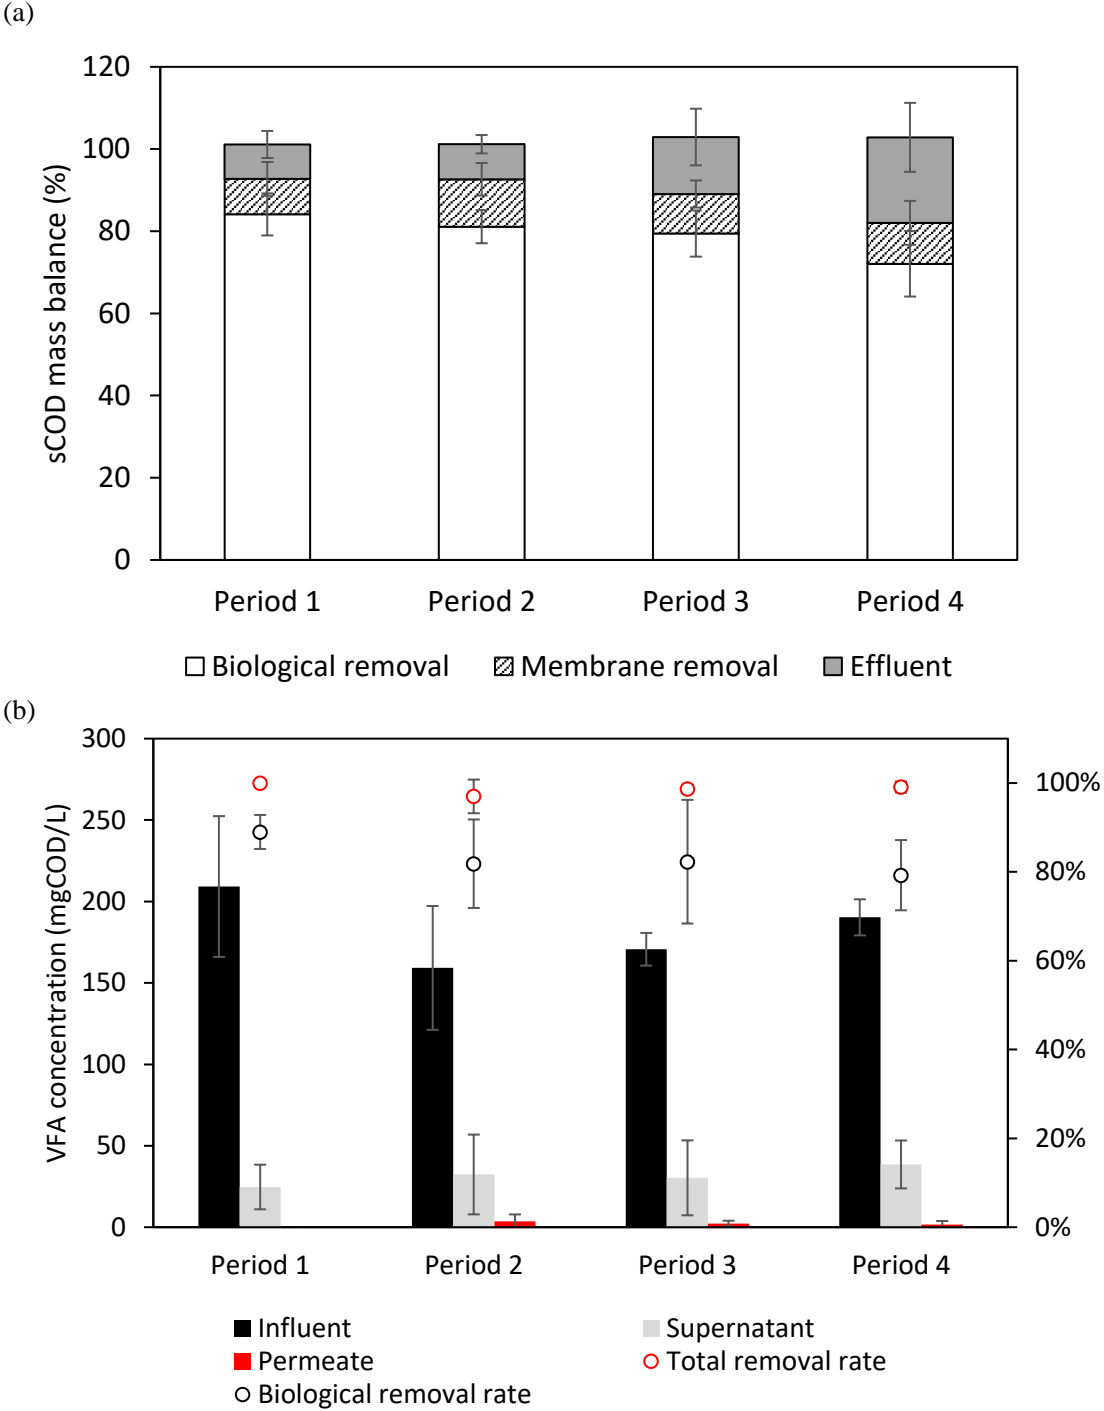 (a)
120
100
80
60
40
20
0
sCOD mass balance (%)
Period 1 Period 2 Period 3 Period 4
Biological removal Membrane removal Effluent
(b)
300
250
200
150
100
50
0
VFA concentration (mgCOD/L)
100%
80%
60%
40%
20%
0%
Period 1 Period 2 Period 3 Period 4
Influent Supernatant
Permeate Total removal rate
Biological removal rate